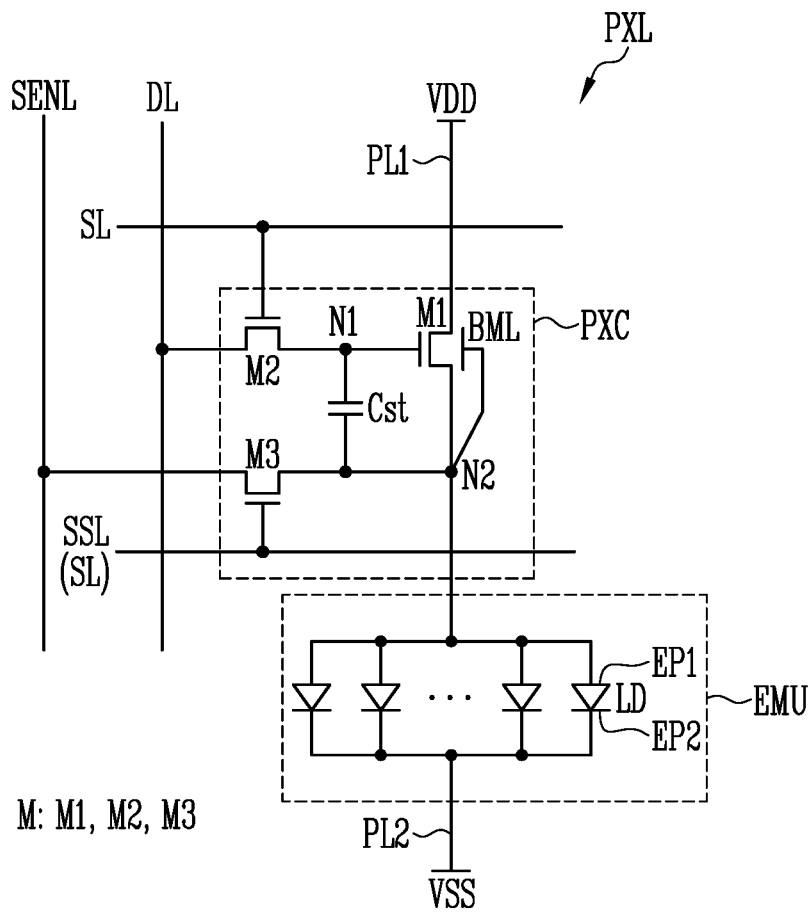 PXL
SENL
DL
VDD
PL1
SL
N1
M1
BML
PXC
M2
Cst
M3
N2
SSL
(SL)
EP1
LD
EMU
EP2
M: M1, M2, M3
PL2
VSS